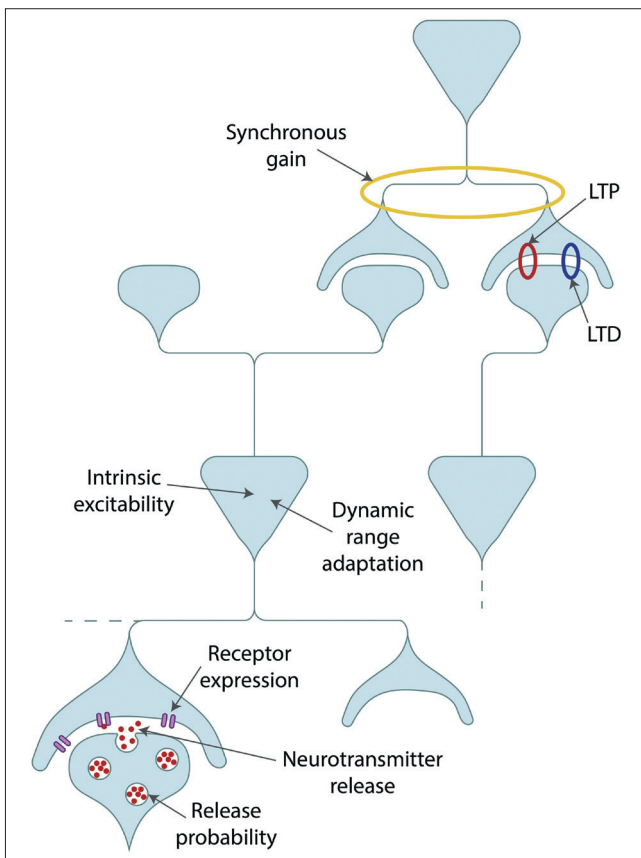 Synchronous
gain
LTP
LTD
Intrinsic
excitability
Dynamic
range
adaptation
Receptor
expression
Neurotransmitter
release
Release
probability